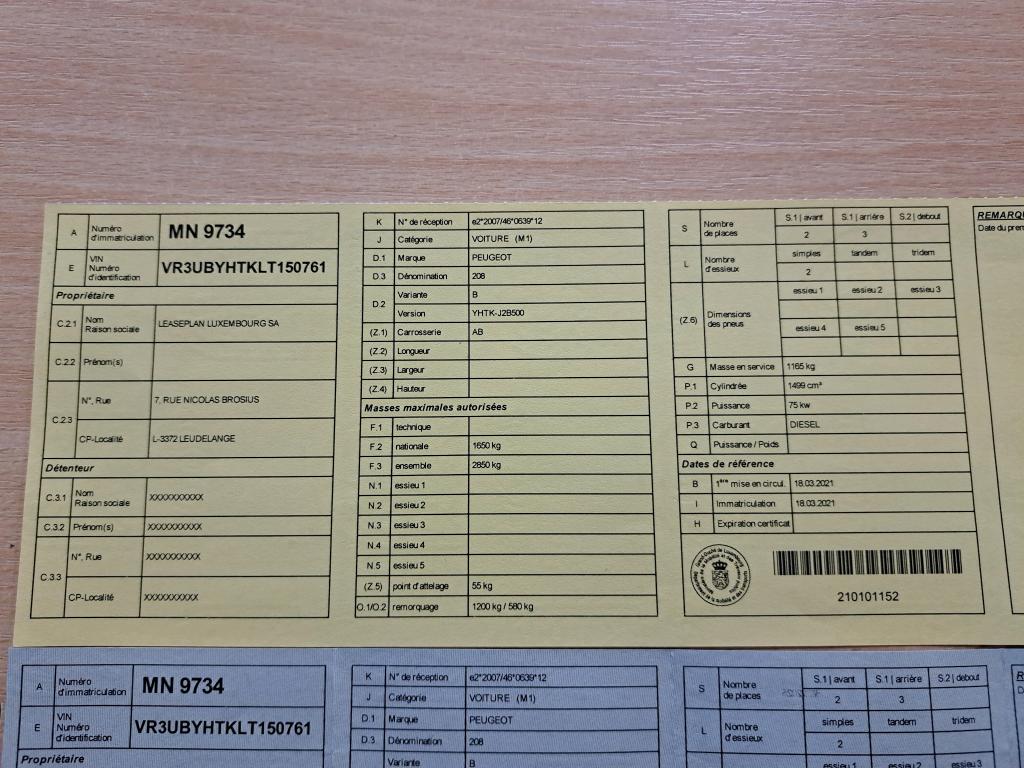 A Numéro d'immatriculation MN 9734
E VIN Numéro d'identification VR3UBYHTKLT150761
Propriétaire
C.2.1 Nom Raison sociale LEASEPLAN LUXEMBOURG SA
C.2.2 Prénom(s)
C.2.3 N°, Rue 7, RUE NICOLAS BROSIUS
CP-Localité L-3372 LEUDELANGE
Détenteur
C.3.1 Nom Raison sociale XXXXXXXXXX
C.3.2 Prénom(s) XXXXXXXXXX
C.3.3 N°, Rue XXXXXXXXXX
CP-Localité XXXXXXXXXX
K N° de réception e2*2007/46*0639*12
J Catégorie VOITURE (M1)
D.1 Marque PEUGEOT
D.3 Dénomination 208
D.2 Variante B
Version YHTK-J2B500
(Z.1) Carrosserie AB
(Z.2) Longueur
(Z.3) Largeur
(Z.4) Hauteur
Masses maximales autorisées
F.1 technique
F.2 nationale 1650 kg
F.3 ensemble 2850 kg
N.1 essieu 1
N.2 essieu 2
N.3 essieu 3
N.4 essieu 4
N.5 essieu 5
(Z.5) point d'attelage 55 kg
O.1/O.2 remorquage 1200 kg / 580 kg
S Nombre de places S.1 | avant S.1 | arrière S.2 | debout
2 3
L Nombre d'essieux simples tandem tridem
2
(Z.6) Dimensions des pneus essieu 1 essieu 2 essieu 3
essieu 4 essieu 5
G Masse en service 1165 kg
P.1 Cylindrée 1499 cm³
P.2 Puissance 75 kw
P.3 Carburant DIESEL
Q Puissance / Poids
Dates de référence
B 1ère mise en circul. 18.03.2021
I Immatriculation 18.03.2021
H Expiration certificat
210101152
REMARQU
Date du prem
A Numéro d'immatriculation MN 9734
E VIN Numéro d'identification VR3UBYHTKLT150761
Propriétaire
K N° de réception e2*2007/46*0639*12
J Catégorie VOITURE (M1)
D.1 Marque PEUGEOT
D.3 Dénomination 208
Variante B
S Nombre de places S.1 | avant S.1 | arrière S.2 | debout
2 3
L Nombre d'essieux simples tandem tridem
2
essieu 1 essieu 2 essieu 3